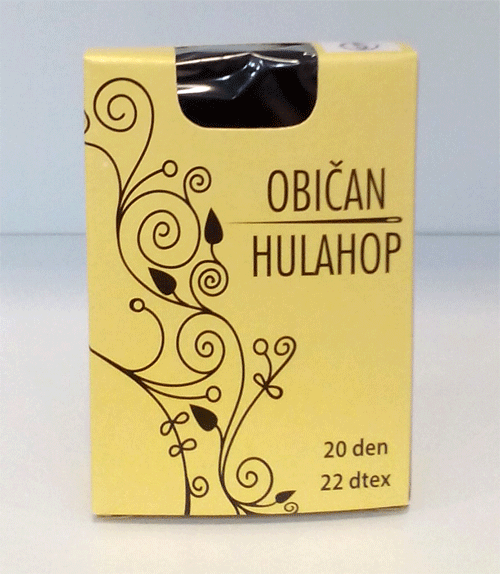 OBIČAN
HULAHOP
20 den
22 dtex